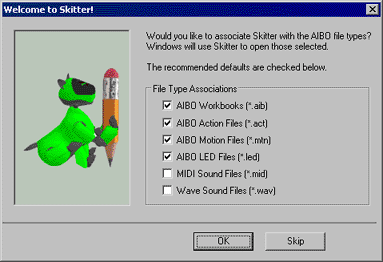 Welcome to Skitter!
Would you like to associate Skitter with the AIBO file types?
Windows will use Skitter to open those selected.
The recommended defaults are checked below.
File Type Associations
AIBO Workbooks (*.aib)
AIBO Action Files (*.act)
AIBO Motion Files (*.mtn)
AIBO LED Files (*.led)
MIDI Sound Files (*.mid)
Wave Sound Files (*.wav)
OK
Skip